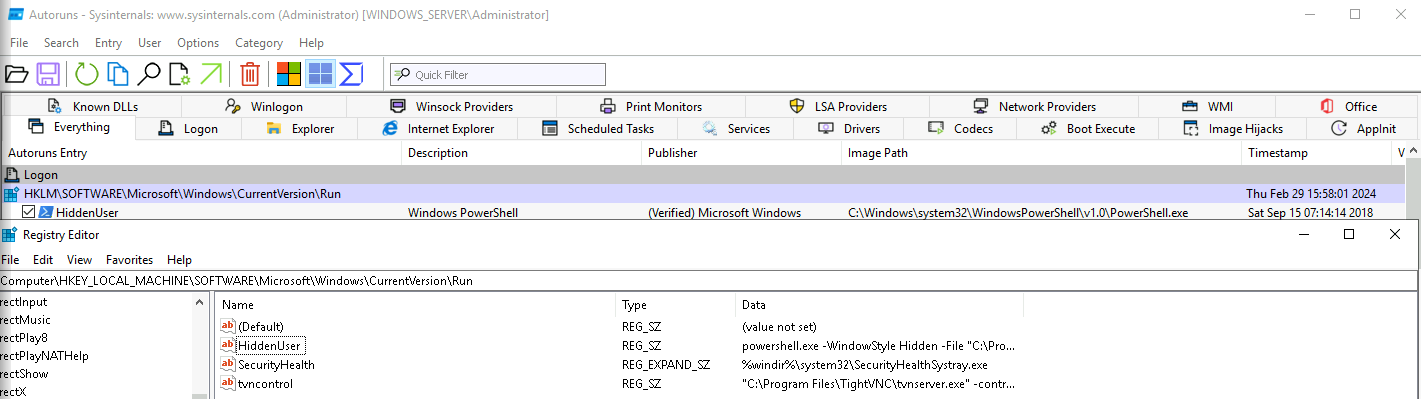 Autoruns - Sysinternals: www.sysinternals.com (Administrator) [WINDOWS_SERVER\Administrator]
File Search Entry User Options Category Help
Quick Filter
Known DLLs Winlogon Winsock Providers Print Monitors LSA Providers Network Providers WMI Office
Everything Logon Explorer Internet Explorer Scheduled Tasks Services Drivers Codecs Boot Execute Image Hijacks AppInit
Autoruns Entry Description Publisher Image Path Timestamp V
Logon
HKLM\SOFTWARE\Microsoft\Windows\CurrentVersion\Run Thu Feb 29 15:58:01 2024
HiddenUser Windows PowerShell (Verified) Microsoft Windows C:\Windows\system32\WindowsPowerShell\v1.0\PowerShell.exe Sat Sep 15 07:14:14 2018
Registry Editor
File Edit View Favorites Help
Computer\HKEY_LOCAL_MACHINE\SOFTWARE\Microsoft\Windows\CurrentVersion\Run
rectInput Name Type Data
rectMusic (Default) REG_SZ (value not set)
rectPlay8 HiddenUser REG_SZ powershell.exe -WindowStyle Hidden -File "C:\Pro...
rectPlayNATHelp SecurityHealth REG_EXPAND_SZ %windir%\system32\SecurityHealthSystray.exe
rectShow tvncontrol REG_SZ "C:\Program Files\TightVNC\tvnserver.exe" -contr...
rectX